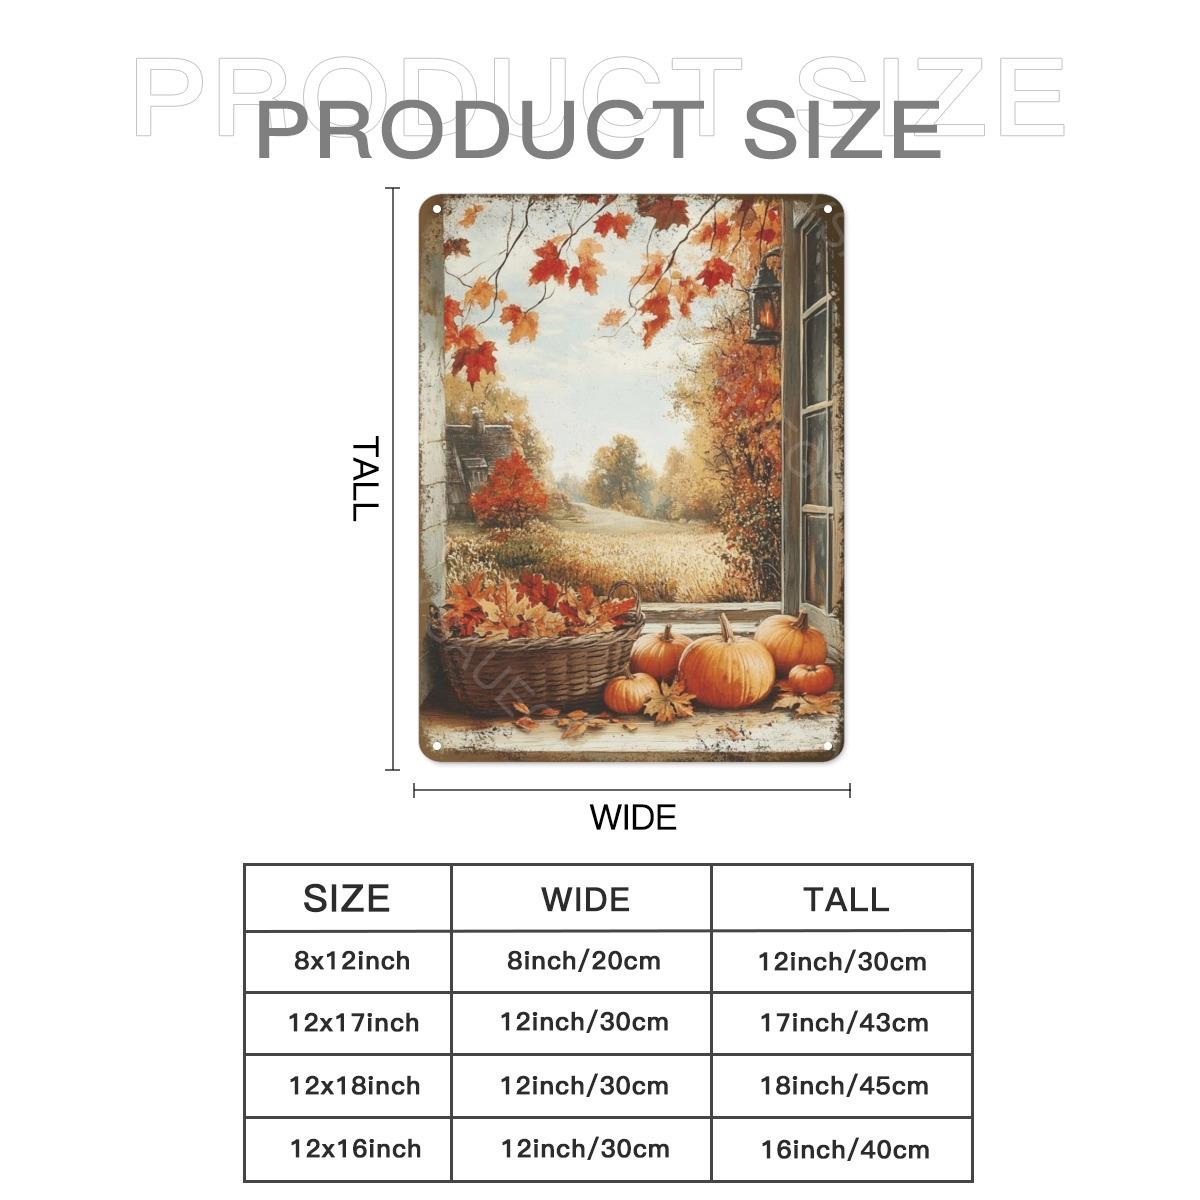 PRODUCT SIZE
PRODUCT SIZE
TALL
WIDE
SIZE WIDE TALL
8x12inch 8inch/20cm 12inch/30cm
12x17inch 12inch/30cm 17inch/43cm
12x18inch 12inch/30cm 18inch/45cm
12x16inch 12inch/30cm 16inch/40cm